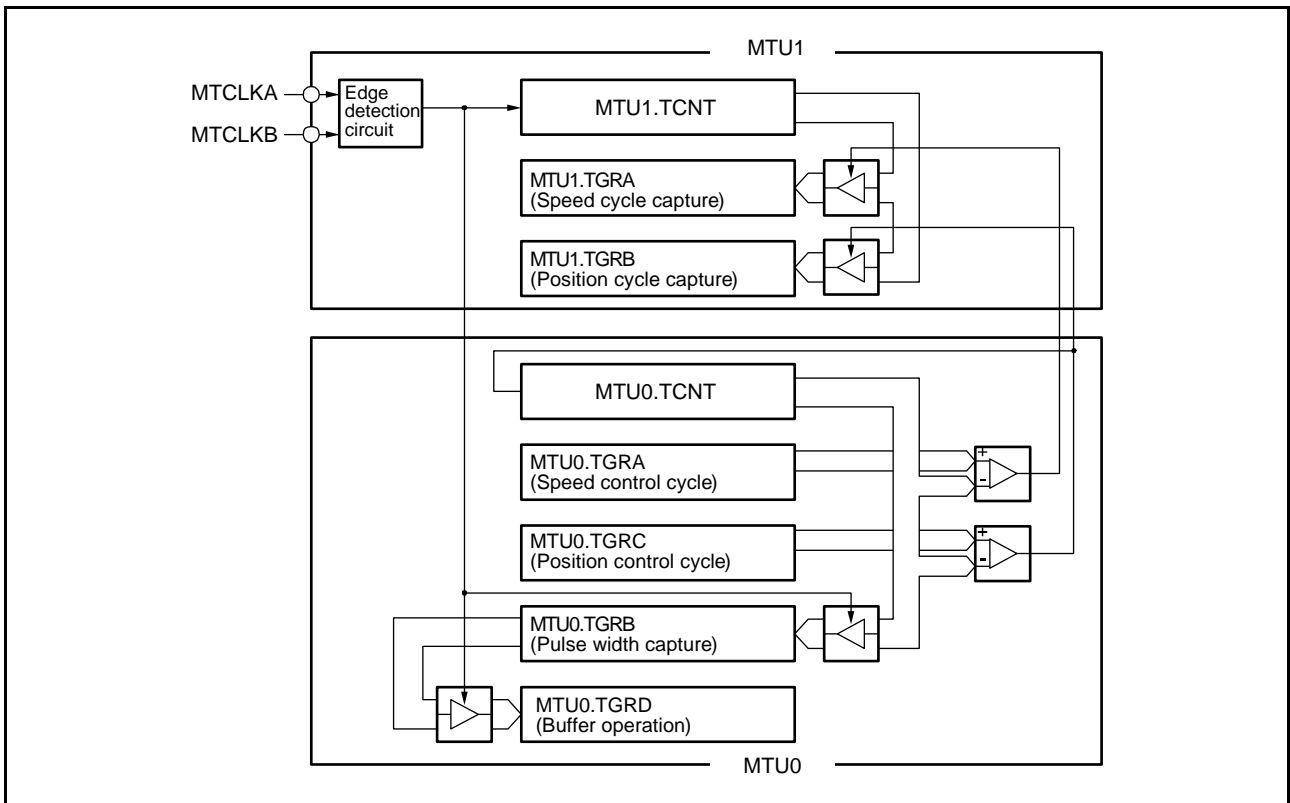 MTU1
MTCLKA
MTCLKB
Edge
detection
circuit
MTU1.TCNT
MTU1.TGRA
(Speed cycle capture)
MTU1.TGRB
(Position cycle capture)
MTU0.TCNT
MTU0.TGRA
(Speed control cycle)
+
-
MTU0.TGRC
(Position control cycle)
+
-
MTU0.TGRB
(Pulse width capture)
MTU0.TGRD
(Buffer operation)
MTU0